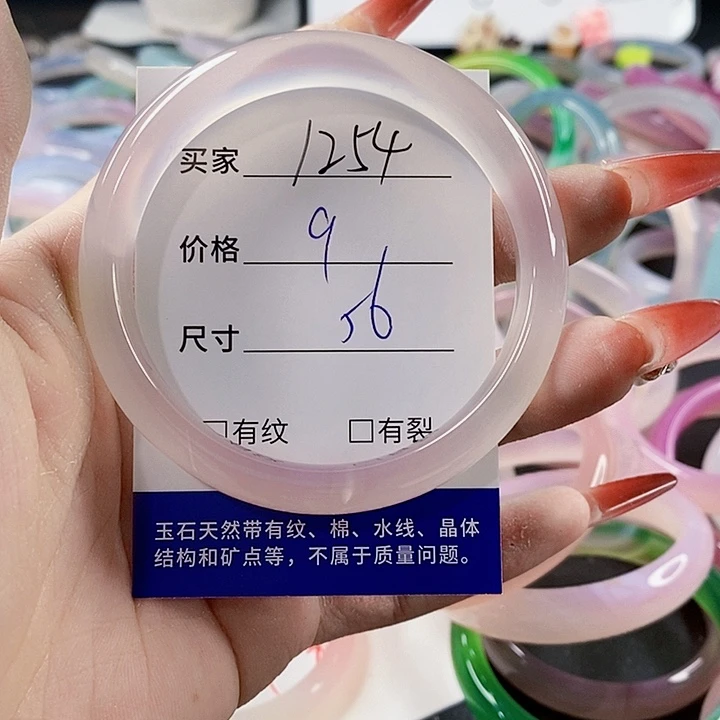 买家 1254
价格 9
尺寸 56
□有纹 □有裂
玉石天然带有纹、棉、水线、晶体
结构和矿点等，不属于质量问题。